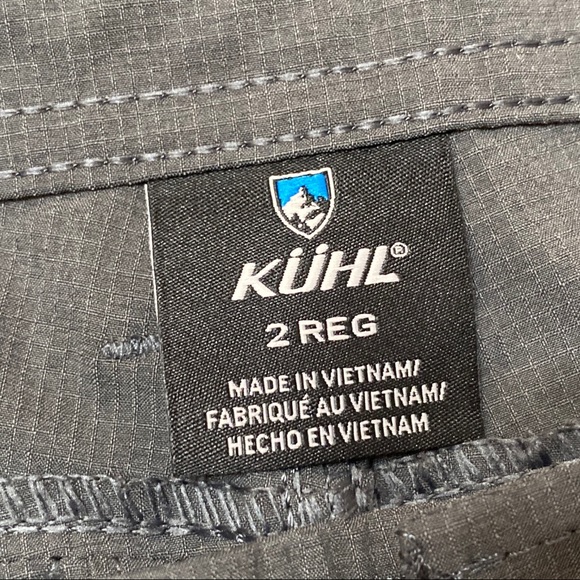 KÜHL®
2 REG
MADE IN VIETNAM/
FABRIQUÉ AU VIETNAM/
HECHO EN VIETNAM